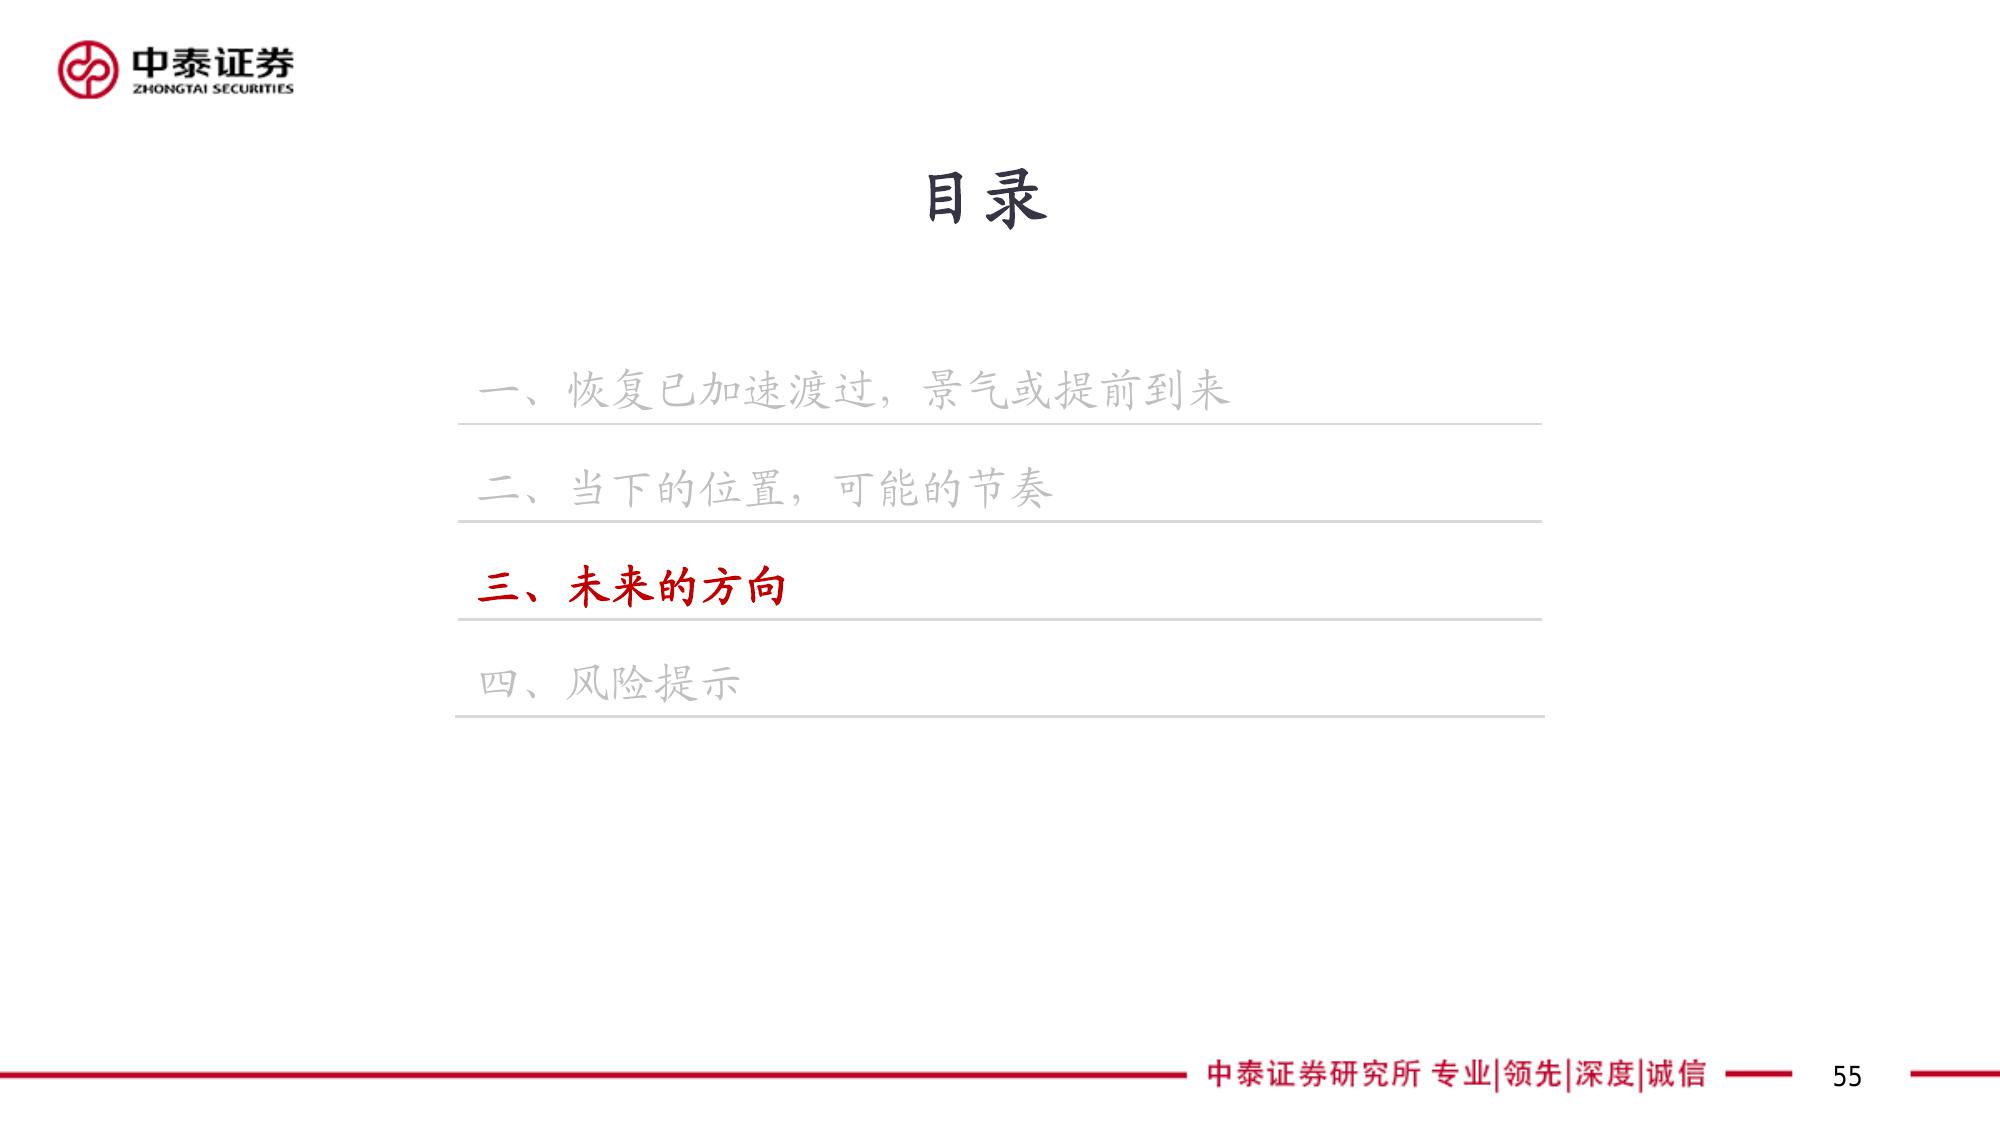 中泰证券
ZHONGTAI SECURITIES
目录
一、恢复已加速渡过，景气或提前到来
二、当下的位置，可能的节奏
三、未来的方向
四、风险提示
中泰证券研究所 专业|领先|深度|诚信
55